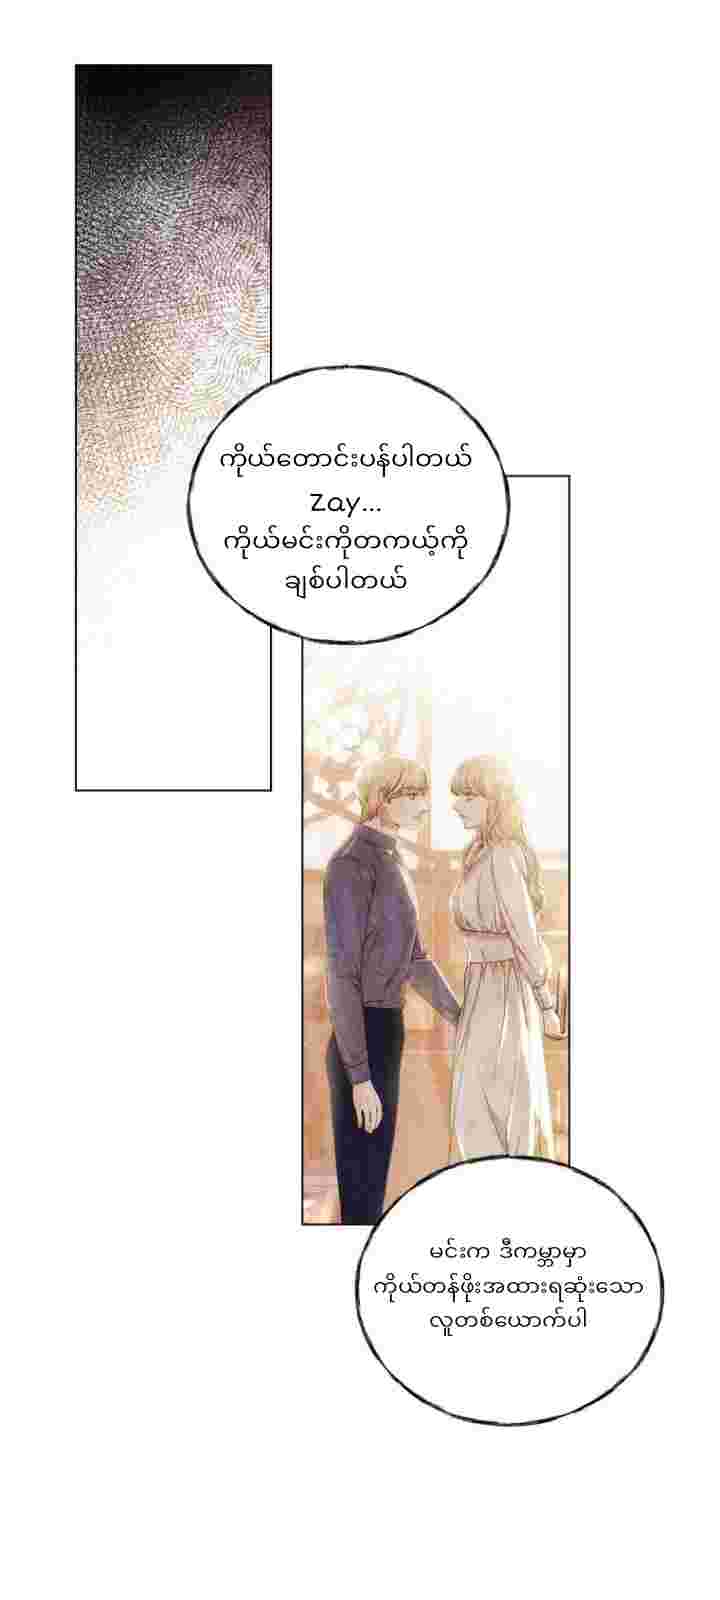 ကိုယ်တောင်းပန်ပါတယ်
Zay...
ကိုယ်မင်းကိုတကယ့်ကို
ချစ်ပါတယ်
မင်းက ဒီကမ္ဘာမှာ
ကိုယ်တန်ဖိုးအထားရဆုံးသော
လူတစ်ယောက်ပါ